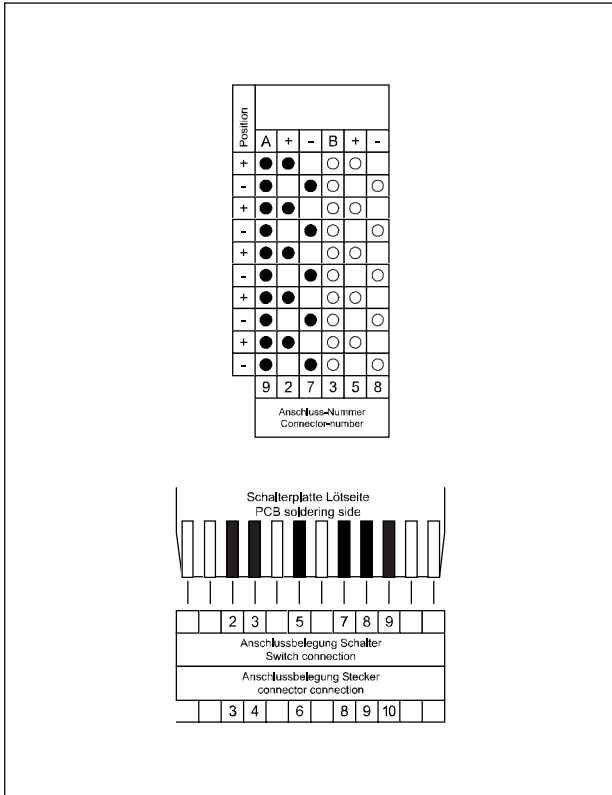 Position
A + - B + -
+
-
+
-
+
-
+
-
+
-
9 2 7 3 5 8
Anschluss-Nummer
Connector-number
Schalterplatte Lötseite
PCB soldering side
2 3 5 7 8 9
Anschlussbelegung Schalter
Switch connection
Anschlussbelegung Stecker
connector connection
3 4 6 8 9 10